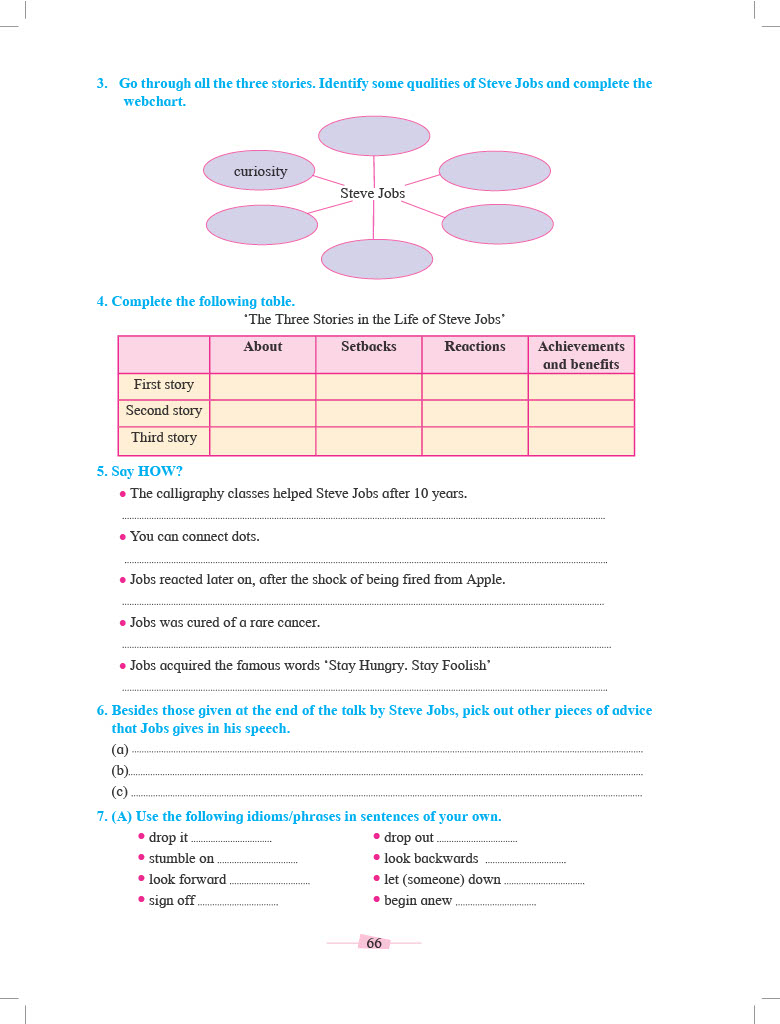 3. Go through all the three stories. Identify some qualities of Steve Jobs and complete the
webchart.
curiosity
Steve Jobs
4. Complete the following table.
‘The Three Stories in the Life of Steve Jobs’
About Setbacks Reactions Achievements
and benefits
First story
Second story
Third story
5. Say HOW?
• The calligraphy classes helped Steve Jobs after 10 years.
• You can connect dots.
• Jobs reacted later on, after the shock of being fired from Apple.
• Jobs was cured of a rare cancer.
• Jobs acquired the famous words ‘Stay Hungry. Stay Foolish’
6. Besides those given at the end of the talk by Steve Jobs, pick out other pieces of advice
that Jobs gives in his speech.
(a) ........................
(b)........................
(c) ........................
7. (A) Use the following idioms/phrases in sentences of your own.
• drop it ........................ • drop out ........................
• stumble on ........................ • look backwards ........................
• look forward ........................ • let (someone) down ........................
• sign off ........................ • begin anew ........................
66